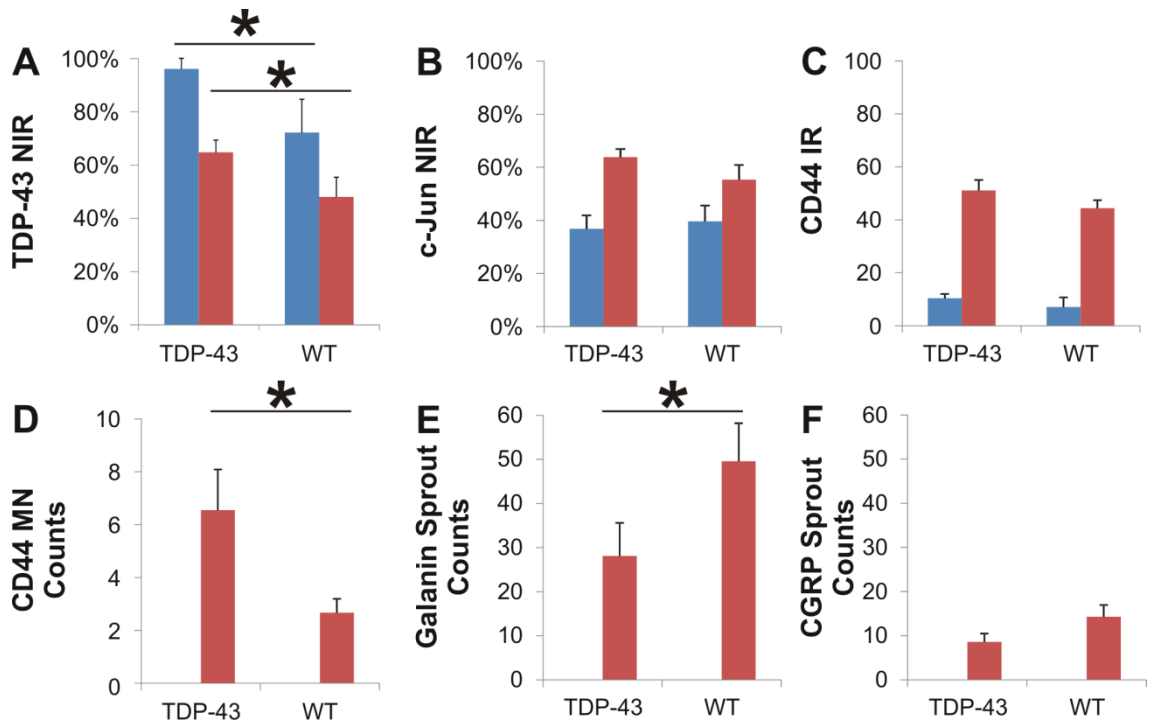 A
TDP-43 NIR
*
*
100%
80%
60%
40%
20%
0%
TDP-43 WT
B
c-Jun NIR
100%
80%
60%
40%
20%
0%
TDP-43 WT
C
CD44 IR
100
80
60
40
20
0
TDP-43 WT
D
CD44 MN
Counts
*
10
8
6
4
2
0
TDP-43 WT
E
Galanin Sprout
Counts
*
60
50
40
30
20
10
0
TDP-43 WT
F
CGRP Sprout
Counts
60
50
40
30
20
10
0
TDP-43 WT